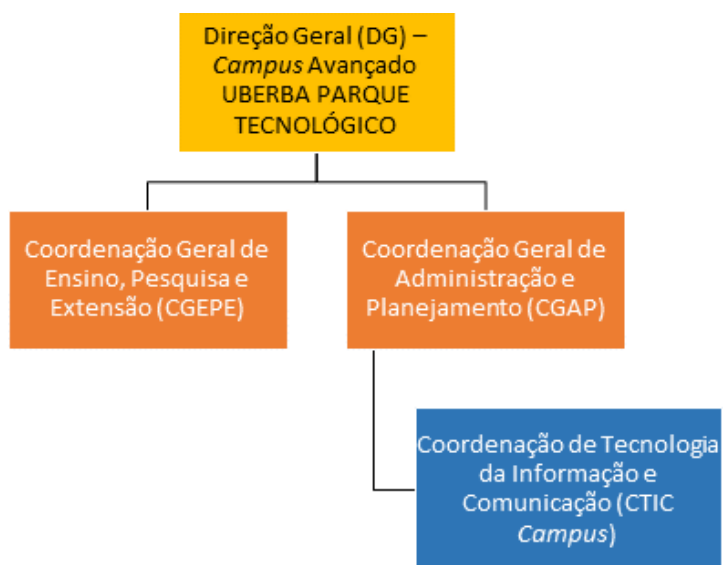 Direção Geral (DG) –
Campus Avançado
UBERBA PARQUE
TECNOLÓGICO
Coordenação Geral de
Ensino, Pesquisa e
Extensão (CGEPE)
Coordenação Geral de
Administração e
Planejamento (CGAP)
Coordenação de Tecnologia
da Informação e
Comunicação (CTIC
Campus)